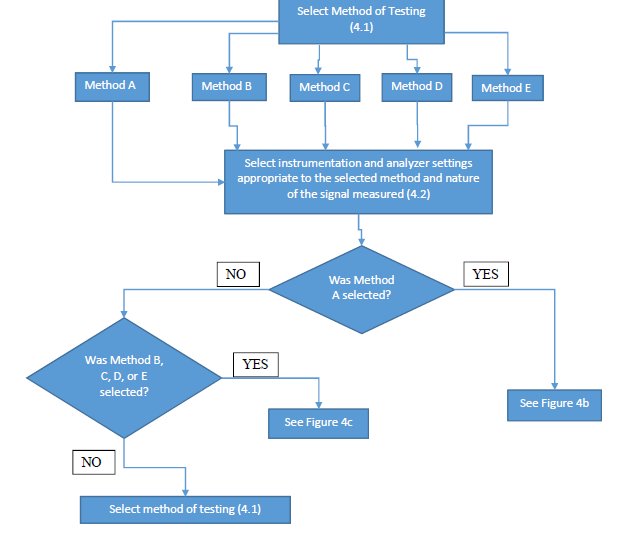 Select Method of Testing
(4.1)
Method A
Method B
Method C
Method D
Method E
Select instrumentation and analyzer settings
appropriate to the selected method and nature
of the signal measured (4.2)
NO
Was Method
A selected?
YES
Was Method B,
C, D, or E
selected?
YES
See Figure 4c
See Figure 4b
NO
Select method of testing (4.1)